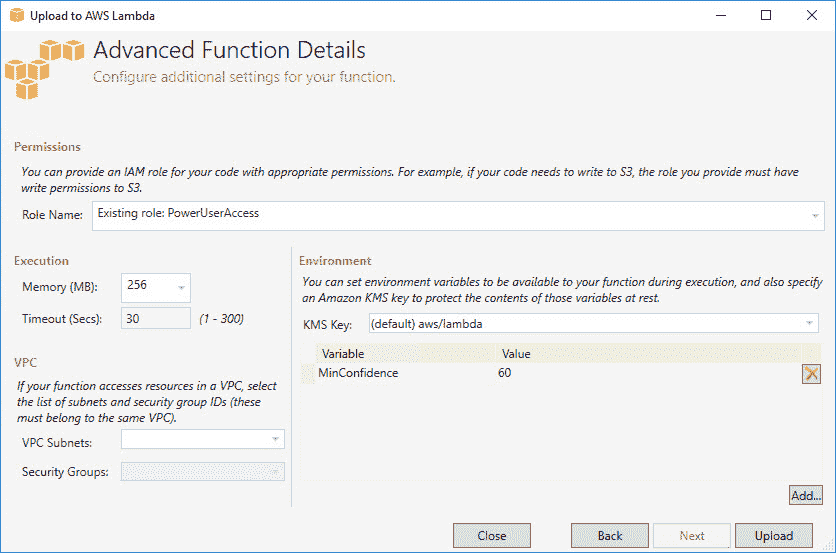 Upload to AWS Lambda
Advanced Function Details
Configure additional settings for your function.
Permissions
You can provide an IAM role for your code with appropriate permissions. For example, if your code needs to write to S3, the role you provide must have
write permissions to S3.
Role Name: Existing role: PowerUserAccess
Execution
Memory (MB): 256
Timeout (Secs): 30 (1 - 300)
VPC
If your function accesses resources in a VPC, select
the list of subnets and security group IDs (these
must belong to the same VPC).
VPC Subnets:
Security Groups:
Environment
You can set environment variables to be available to your function during execution, and also specify
an Amazon KMS key to protect the contents of those variables at rest.
KMS Key: (default) aws/lambda
Variable Value
MinConfidence 60
Add...
Close Back Next Upload